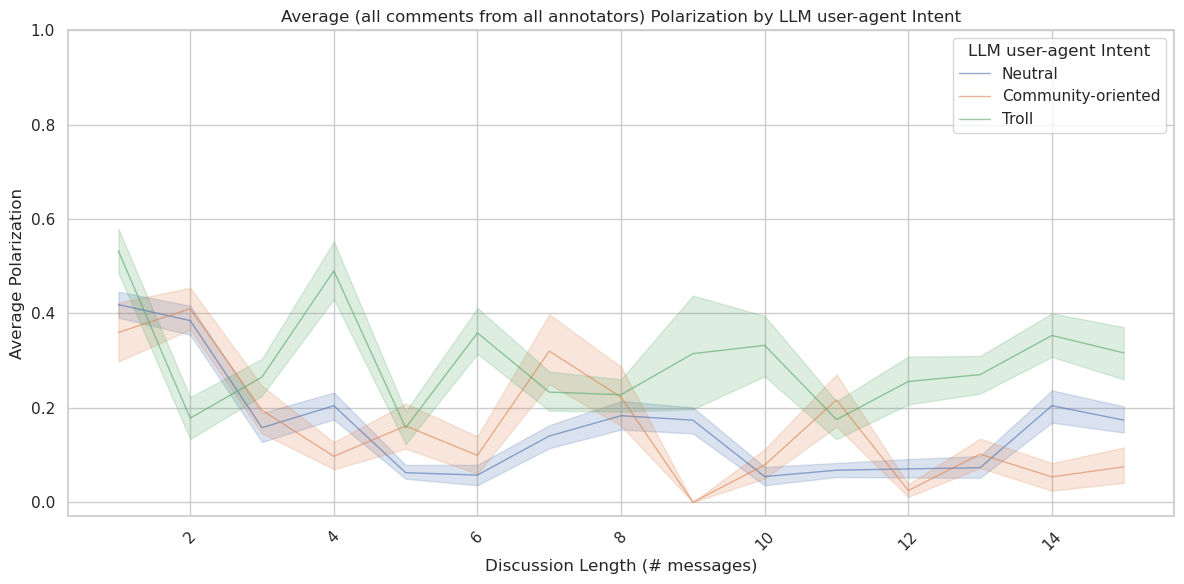 Average (all comments from all annotators) Polarization by LLM user-agent Intent
1.0
0.8
0.6
0.4
0.2
0.0
Average Polarization
LLM user-agent Intent
Neutral
Community-oriented
Troll
2
4
6
8
10
12
14
Discussion Length (# messages)